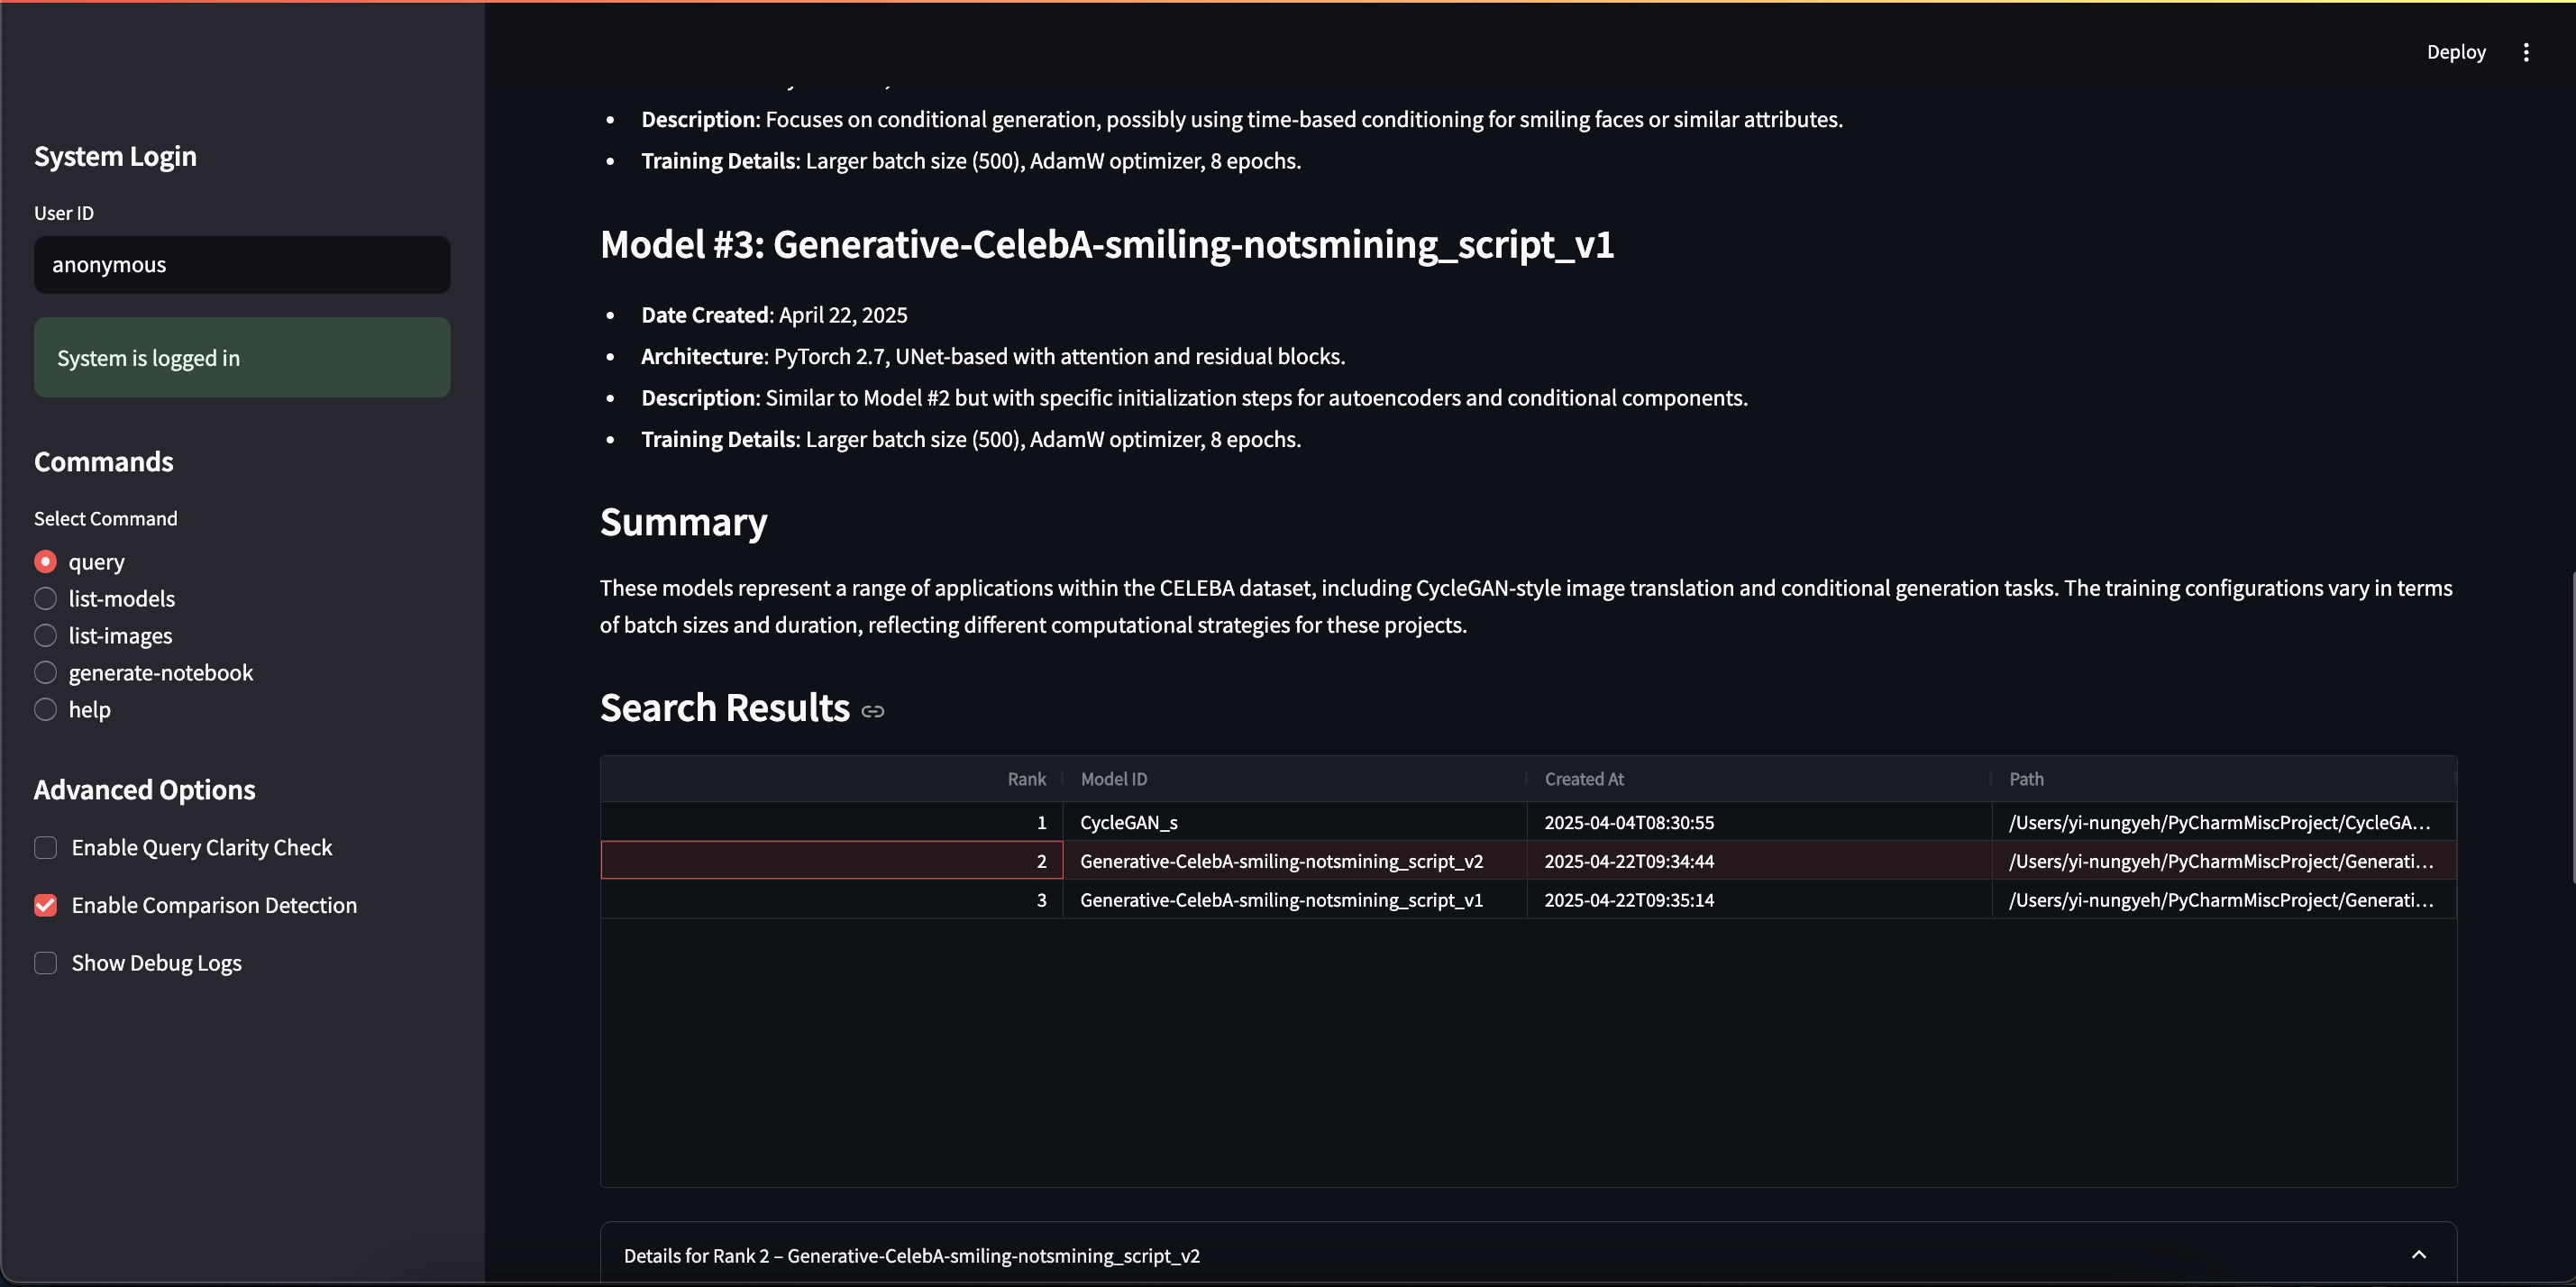 Deploy
System Login
User ID
anonymous
System is logged in
Commands
Select Command
query
list-models
list-images
generate-notebook
help
Advanced Options
Enable Query Clarity Check
Enable Comparison Detection
Show Debug Logs
• Description: Focuses on conditional generation, possibly using time-based conditioning for smiling faces or similar attributes.
• Training Details: Larger batch size (500), AdamW optimizer, 8 epochs.
Model #3: Generative-CelebA-smiling-notsmining_script_v1
• Date Created: April 22, 2025
• Architecture: PyTorch 2.7, UNet-based with attention and residual blocks.
• Description: Similar to Model #2 but with specific initialization steps for autoencoders and conditional components.
• Training Details: Larger batch size (500), AdamW optimizer, 8 epochs.
Summary
These models represent a range of applications within the CELEBA dataset, including CycleGAN-style image translation and conditional generation tasks. The training configurations vary in terms
of batch sizes and duration, reflecting different computational strategies for these projects.
Search Results
Rank Model ID Created At Path
1 CycleGAN_s 2025-04-04T08:30:55 /Users/yi-nungyeh/PyCharmMiscProject/CycleGA…
2 Generative-CelebA-smiling-notsmining_script_v2 2025-04-22T09:34:44 /Users/yi-nungyeh/PyCharmMiscProject/Generati…
3 Generative-CelebA-smiling-notsmining_script_v1 2025-04-22T09:35:14 /Users/yi-nungyeh/PyCharmMiscProject/Generati…
Details for Rank 2 – Generative-CelebA-smiling-notsmining_script_v2